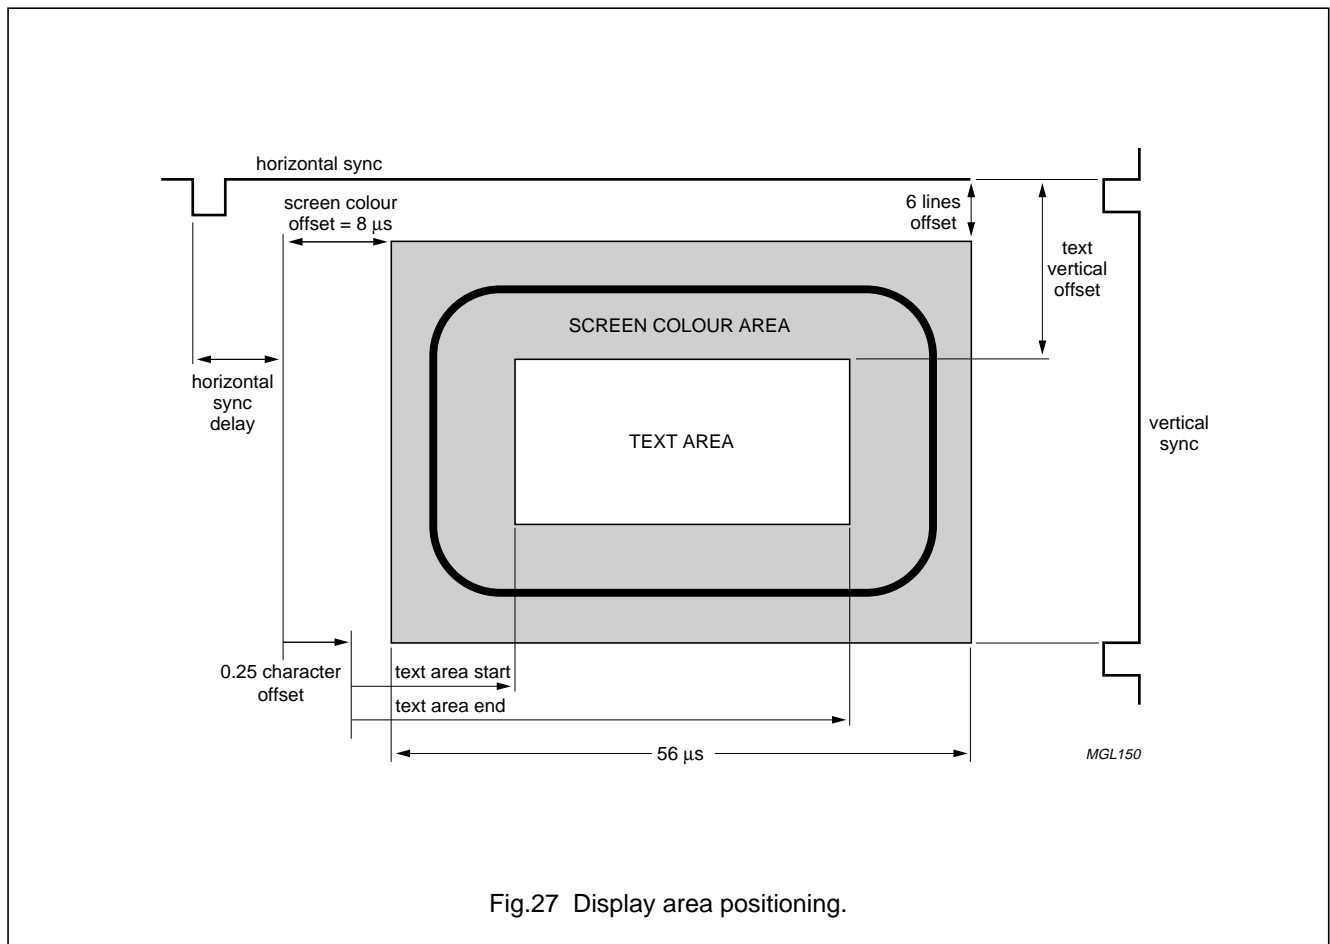 horizontal sync
screen colour
offset = 8 μs
6 lines
offset
text
vertical
offset
SCREEN COLOUR AREA
horizontal
sync
delay
TEXT AREA
vertical
sync
0.25 character
offset
text area start
text area end
56 μs
MGL150
Fig.27 Display area positioning.